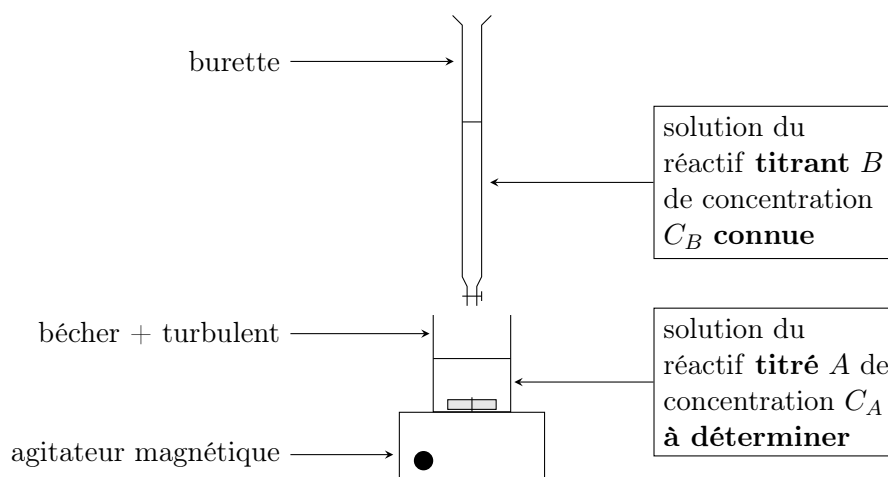 burette
solution du
réactif titrant B
de concentration
C_B connue
bécher + turbulent
solution du
réactif titré A de
concentration C_A
à déterminer
agitateur magnétique